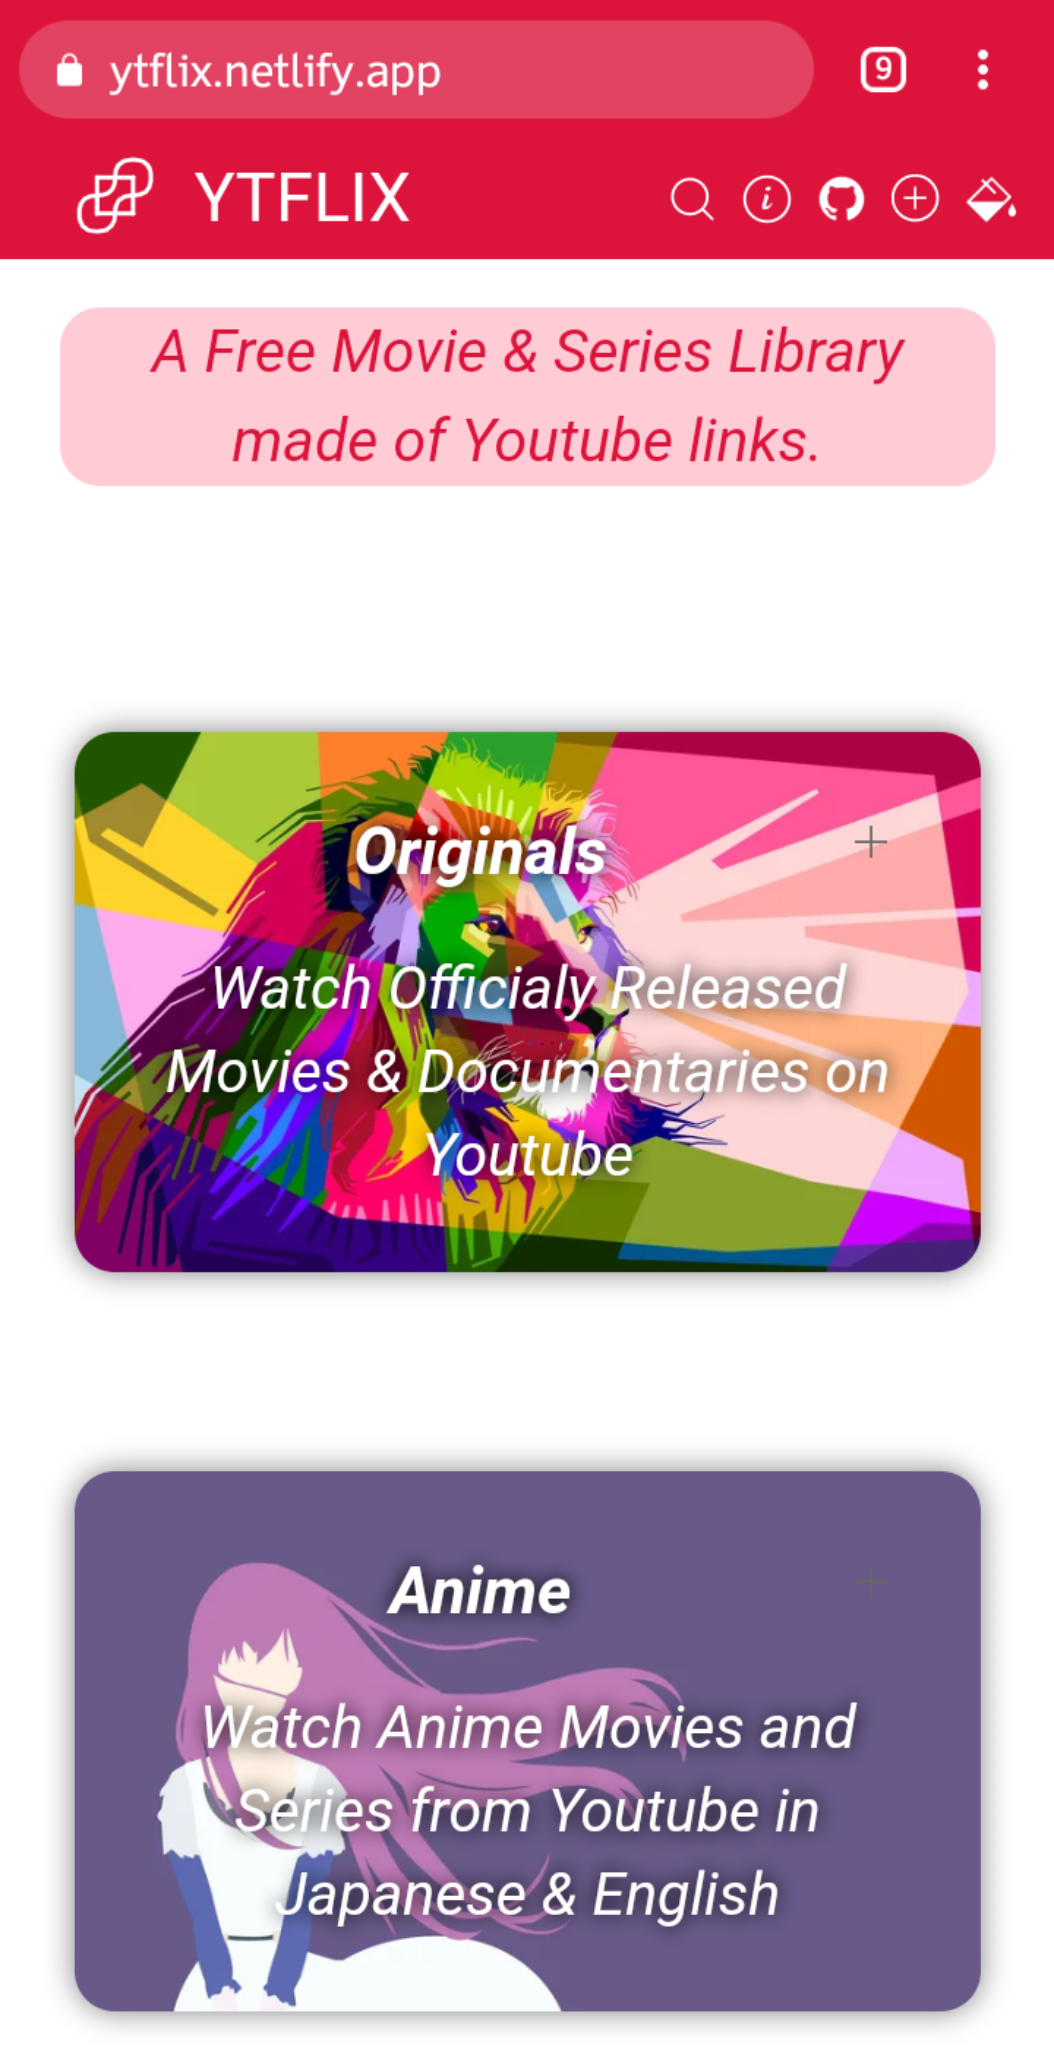 ytflix.netlify.app
9
YTFLIX
A Free Movie & Series Library
made of Youtube links.
Originals
Watch Officialy Released
Movies & Documentaries on
Youtube
Anime
Watch Anime Movies and
Series from Youtube in
Japanese & English